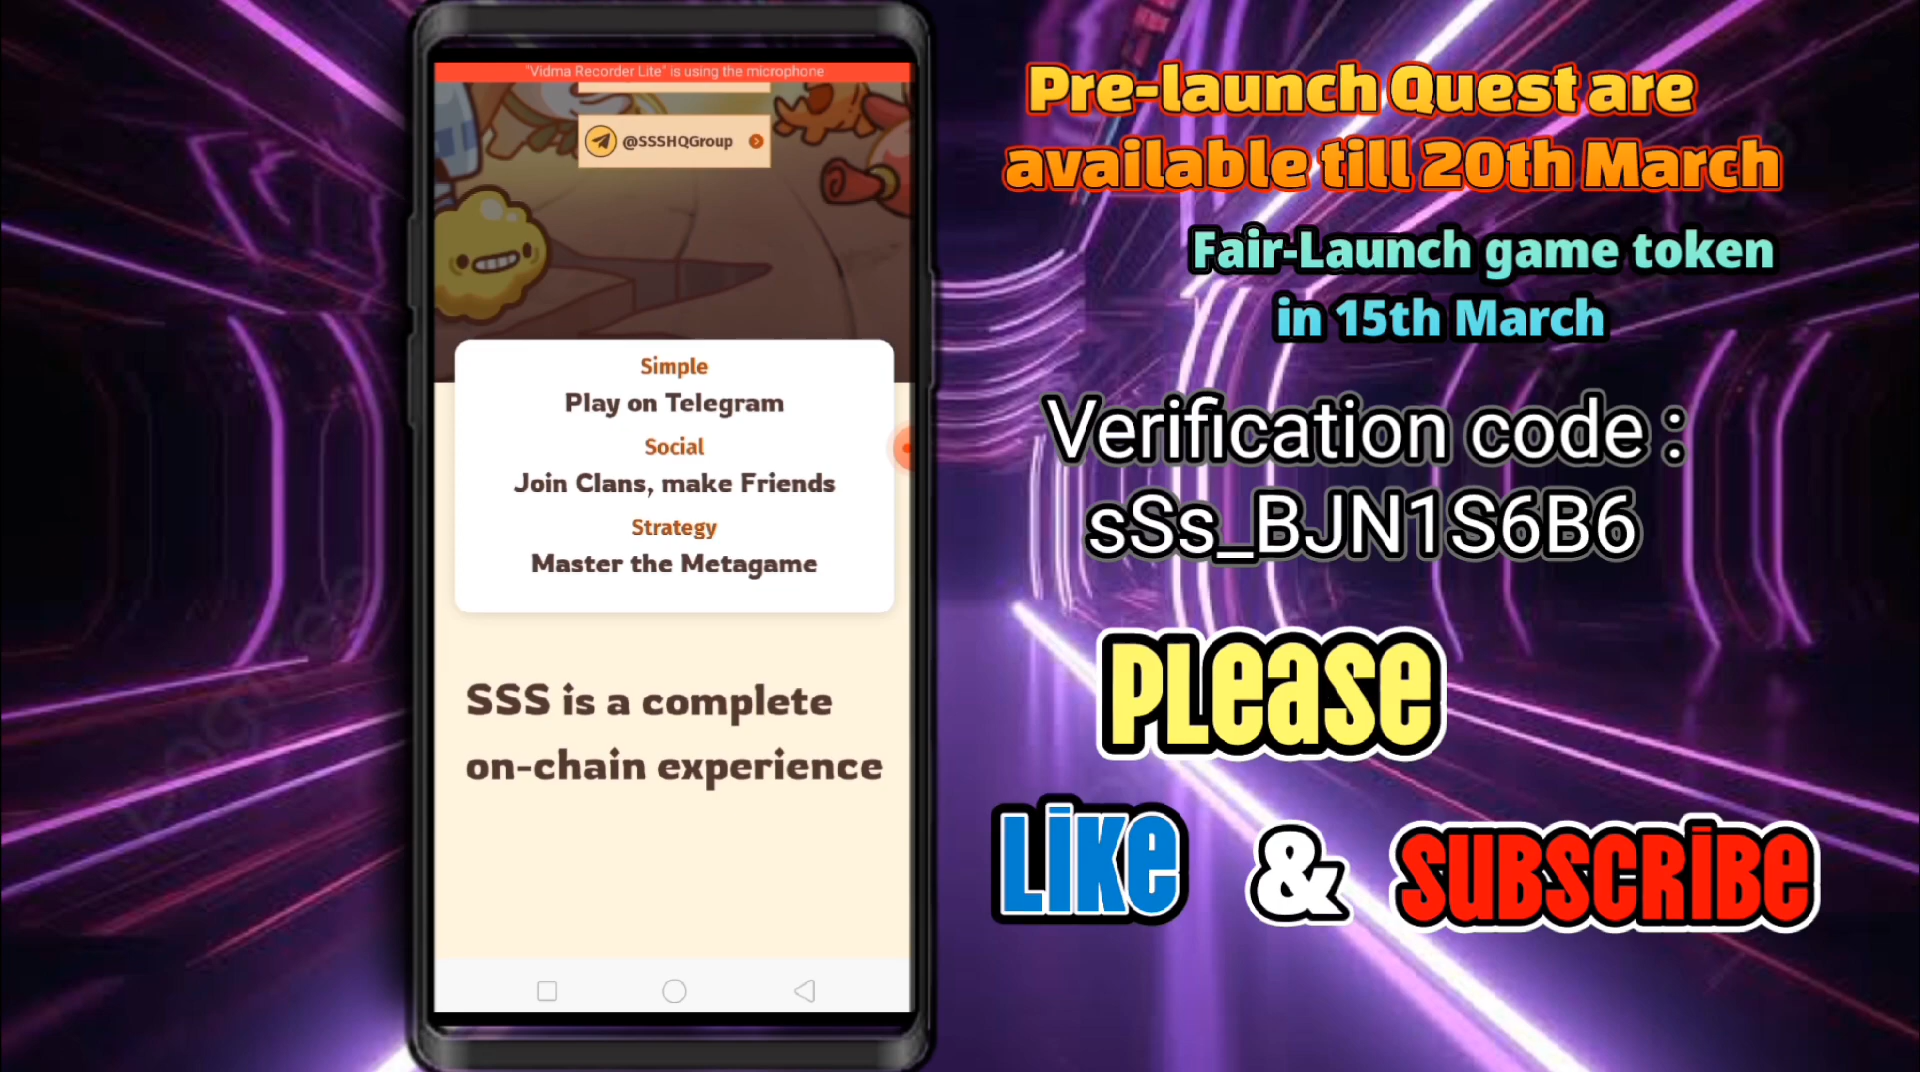 "Vidma Recorder Lite" is using the microphone
@SSSHQGroup
Simple
Play on Telegram
Social
Join Clans, make Friends
Strategy
Master the Metagame
SSS is a complete
on-chain experience
Pre-launch Quest are
available till 20th March
Fair-Launch game token
in 15th March
Verification code :
sSs_BJN1S6B6
PLeaSe
LiKe & SUBSCRiBe